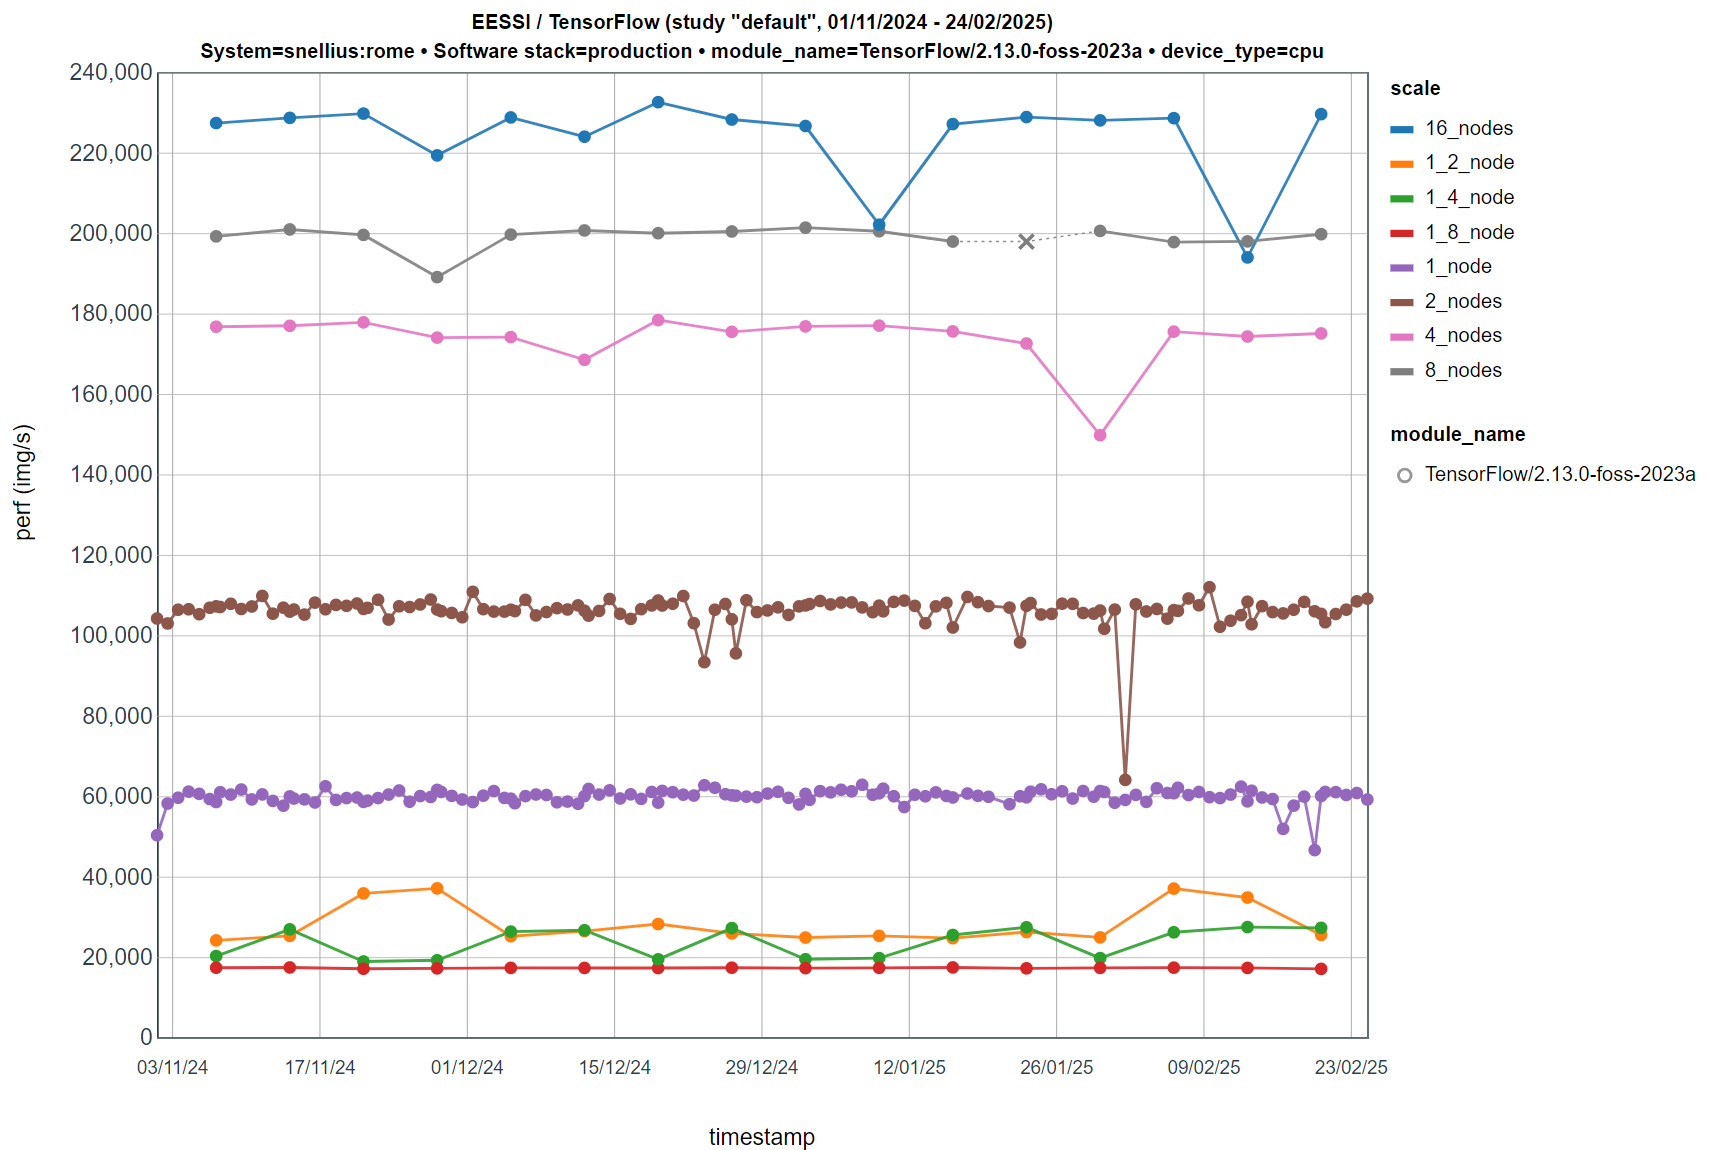 EESSI / TensorFlow (study "default", 01/11/2024 - 24/02/2025)
System=snellius:rome • Software stack=production • module_name=TensorFlow/2.13.0-foss-2023a • device_type=cpu
240,000
220,000
200,000
180,000
160,000
140,000
120,000
100,000
80,000
60,000
40,000
20,000
0
perf (img/s)
03/11/24
17/11/24
01/12/24
15/12/24
29/12/24
12/01/25
26/01/25
09/02/25
23/02/25
timestamp
scale
16_nodes
1_2_node
1_4_node
1_8_node
1_node
2_nodes
4_nodes
8_nodes
module_name
TensorFlow/2.13.0-foss-2023a